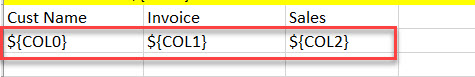 Cust Name Invoice Sales
${COL0} ${COL1} ${COL2}